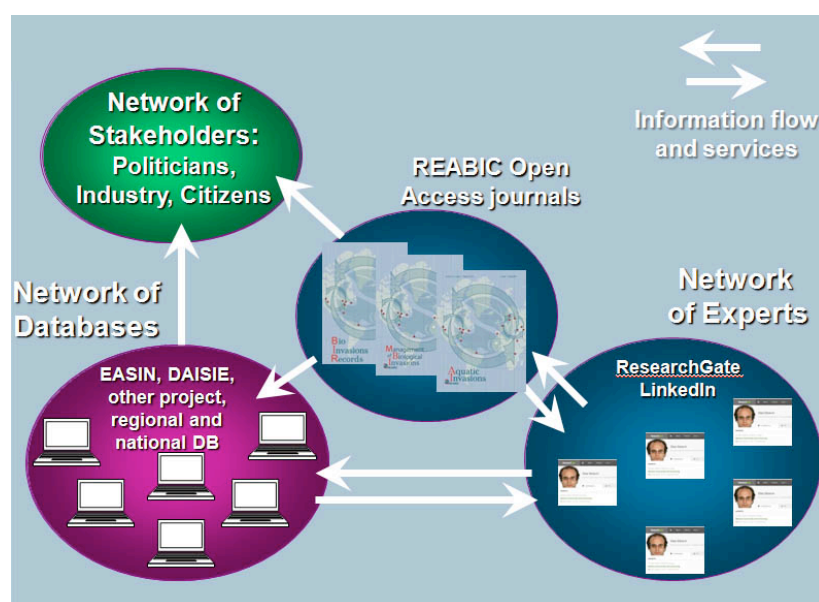 Network of
Stakeholders:
Politicians,
Industry, Citizens
Information flow
and services
REABIC Open
Access journals
Network of
Databases
Network
of Experts
Bio
Invasions
Records
Management
of Biological
Invasions
Aquatic
Invasions
EASIN, DAISIE,
other project,
regional and
national DB
ResearchGate
LinkedIn